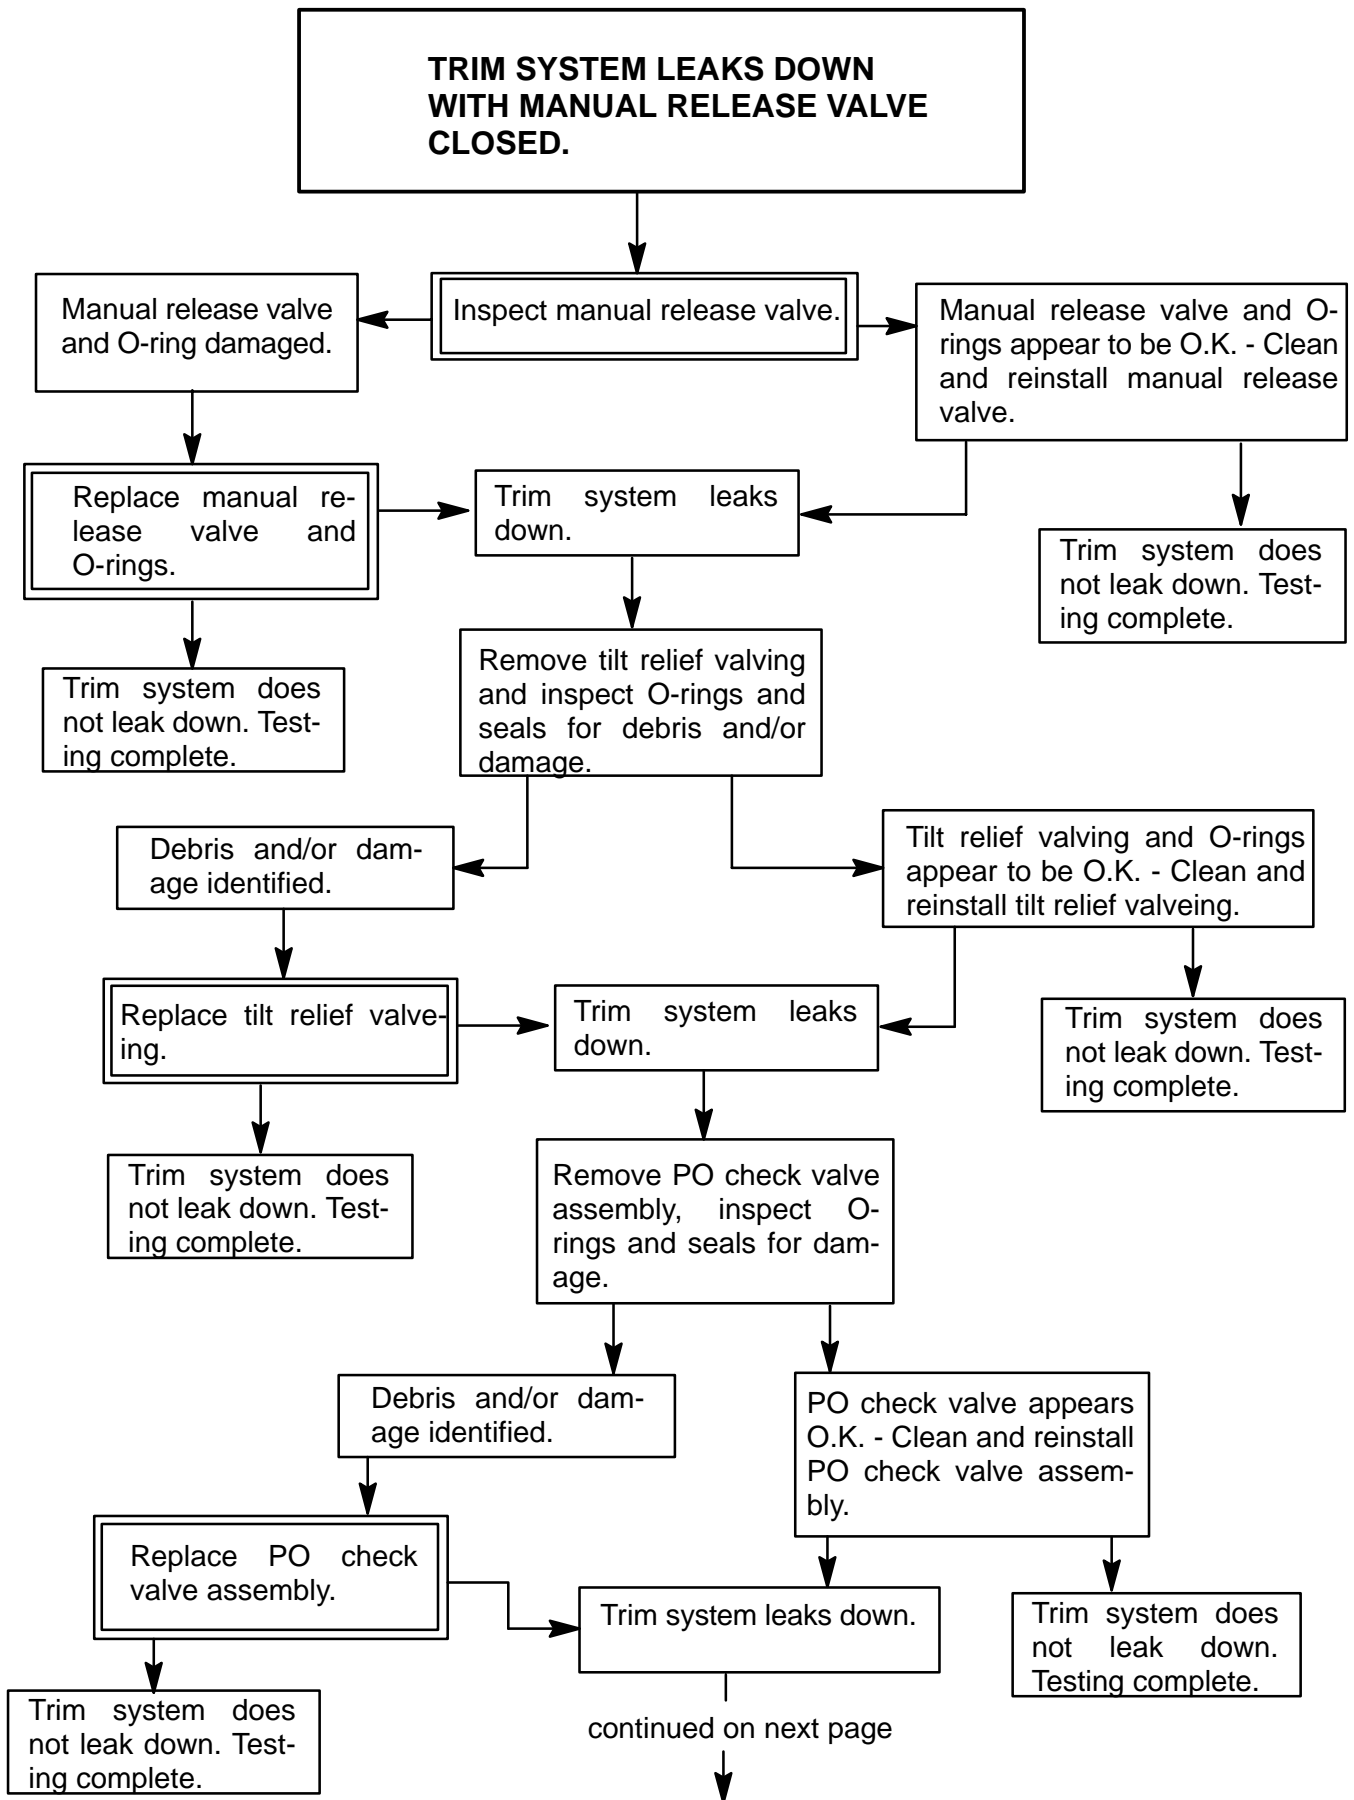 TRIM SYSTEM LEAKS DOWN
WITH MANUAL RELEASE VALVE
CLOSED.
Manual release valve
and O-ring damaged.
Inspect manual release valve.
Manual release valve and O-
rings appear to be O.K. - Clean
and reinstall manual release
valve.
Replace manual re-
lease valve and
O-rings.
Trim system leaks
down.
Trim system does
not leak down. Test-
ing complete.
Trim system does
not leak down. Test-
ing complete.
Remove tilt relief valving
and inspect O-rings and
seals for debris and/or
damage.
Debris and/or dam-
age identified.
Tilt relief valving and O-rings
appear to be O.K. - Clean and
reinstall tilt relief valveing.
Replace tilt relief valve-
ing.
Trim system leaks
down.
Trim system does
not leak down. Test-
ing complete.
Trim system does
not leak down. Test-
ing complete.
Remove PO check valve
assembly, inspect O-
rings and seals for dam-
age.
Debris and/or dam-
age identified.
PO check valve appears
O.K. - Clean and reinstall
PO check valve assem-
bly.
Replace PO check
valve assembly.
Trim system leaks down.
Trim system does
not leak down.
Testing complete.
Trim system does
not leak down. Test-
ing complete.
continued on next page